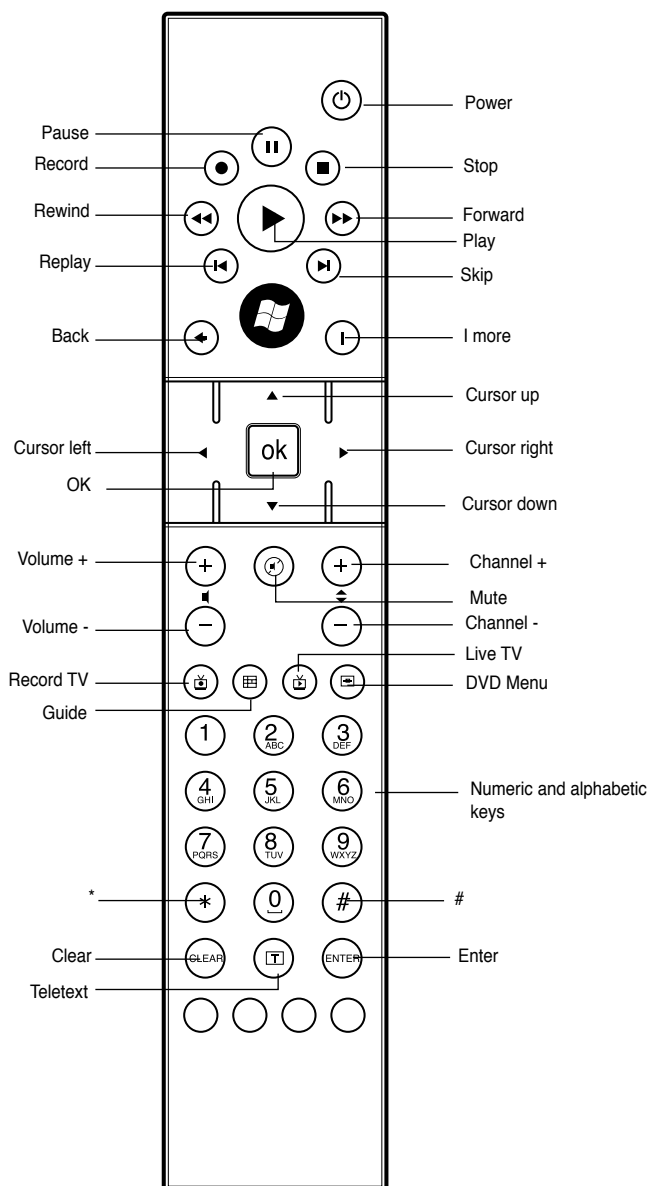 Power
Pause
Record
Stop
Rewind
Forward
Play
Replay
Skip
Back
I more
Cursor up
Cursor left
ok
Cursor right
OK
Cursor down
Volume +
Channel +
Mute
Volume -
Channel -
Live TV
Record TV
DVD Menu
Guide
1
2
ABC
3
DEF
4
GHI
5
JKL
6
MNO
Numeric and alphabetic
keys
7
PQRS
8
TUV
9
WXYZ
*
*
0
#
#
Clear
CLEAR
T
ENTER
Enter
Teletext